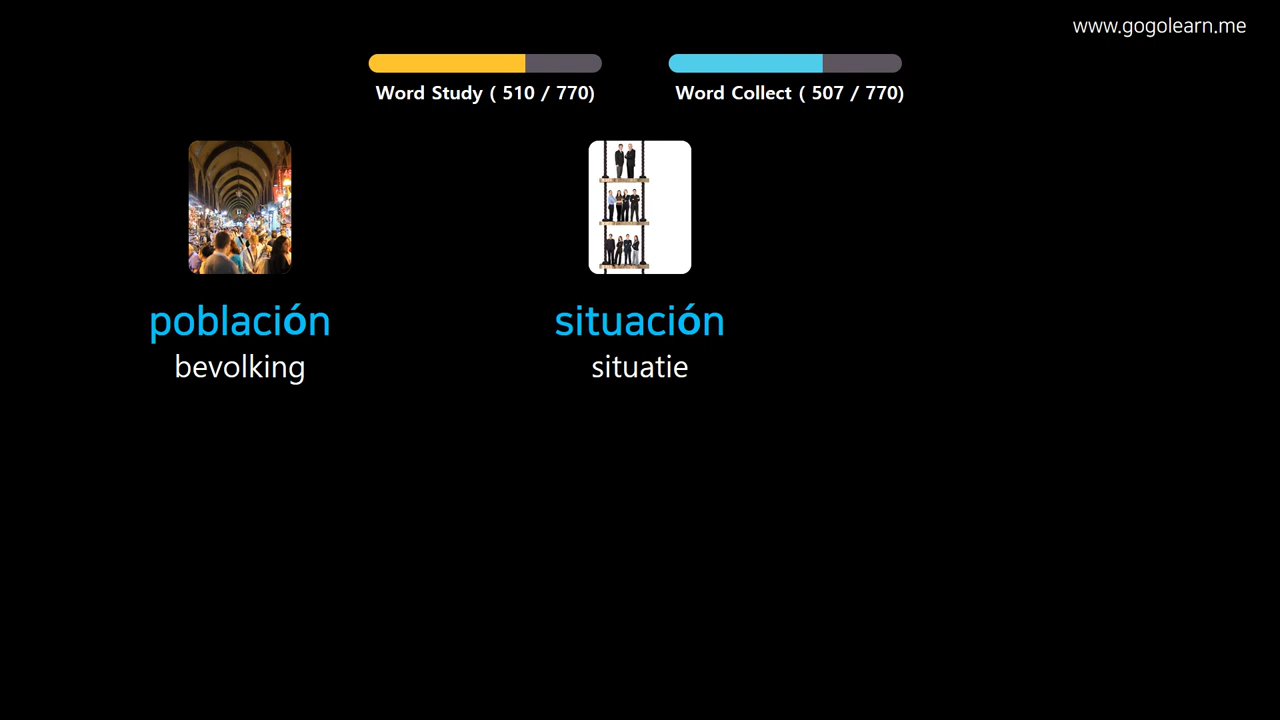 www.gogolearn.me
Word Study ( 510 / 770)
Word Collect ( 507 / 770)
población
situación
bevolking
situatie